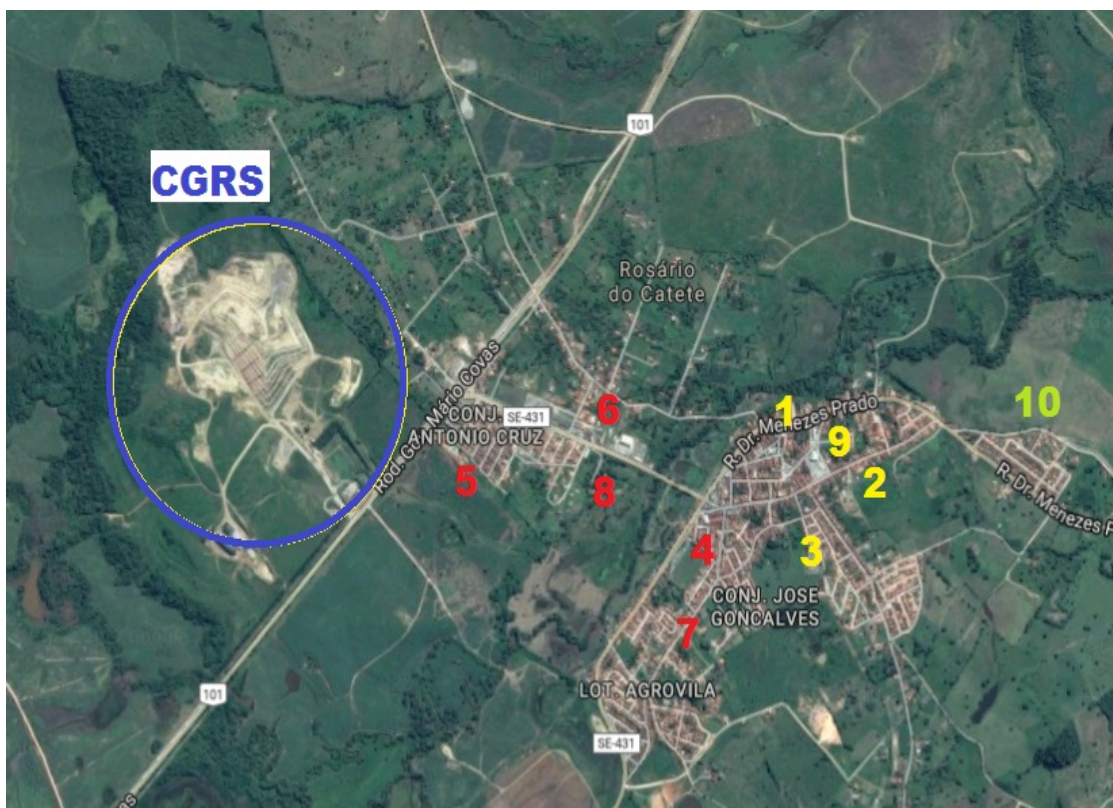 101
CGRS
Rosário
do Catete
Rod. Gov. Mário Covas
6
1
R. Dr. Menezes Prado
10
CONJ.
SE-431
ANTONIO CRUZ
9
5
8
2
R. Dr. Menezes P
4
3
CONJ. JOSE
GONCALVES
7
101
LOT. AGROVILA
SE-431
as